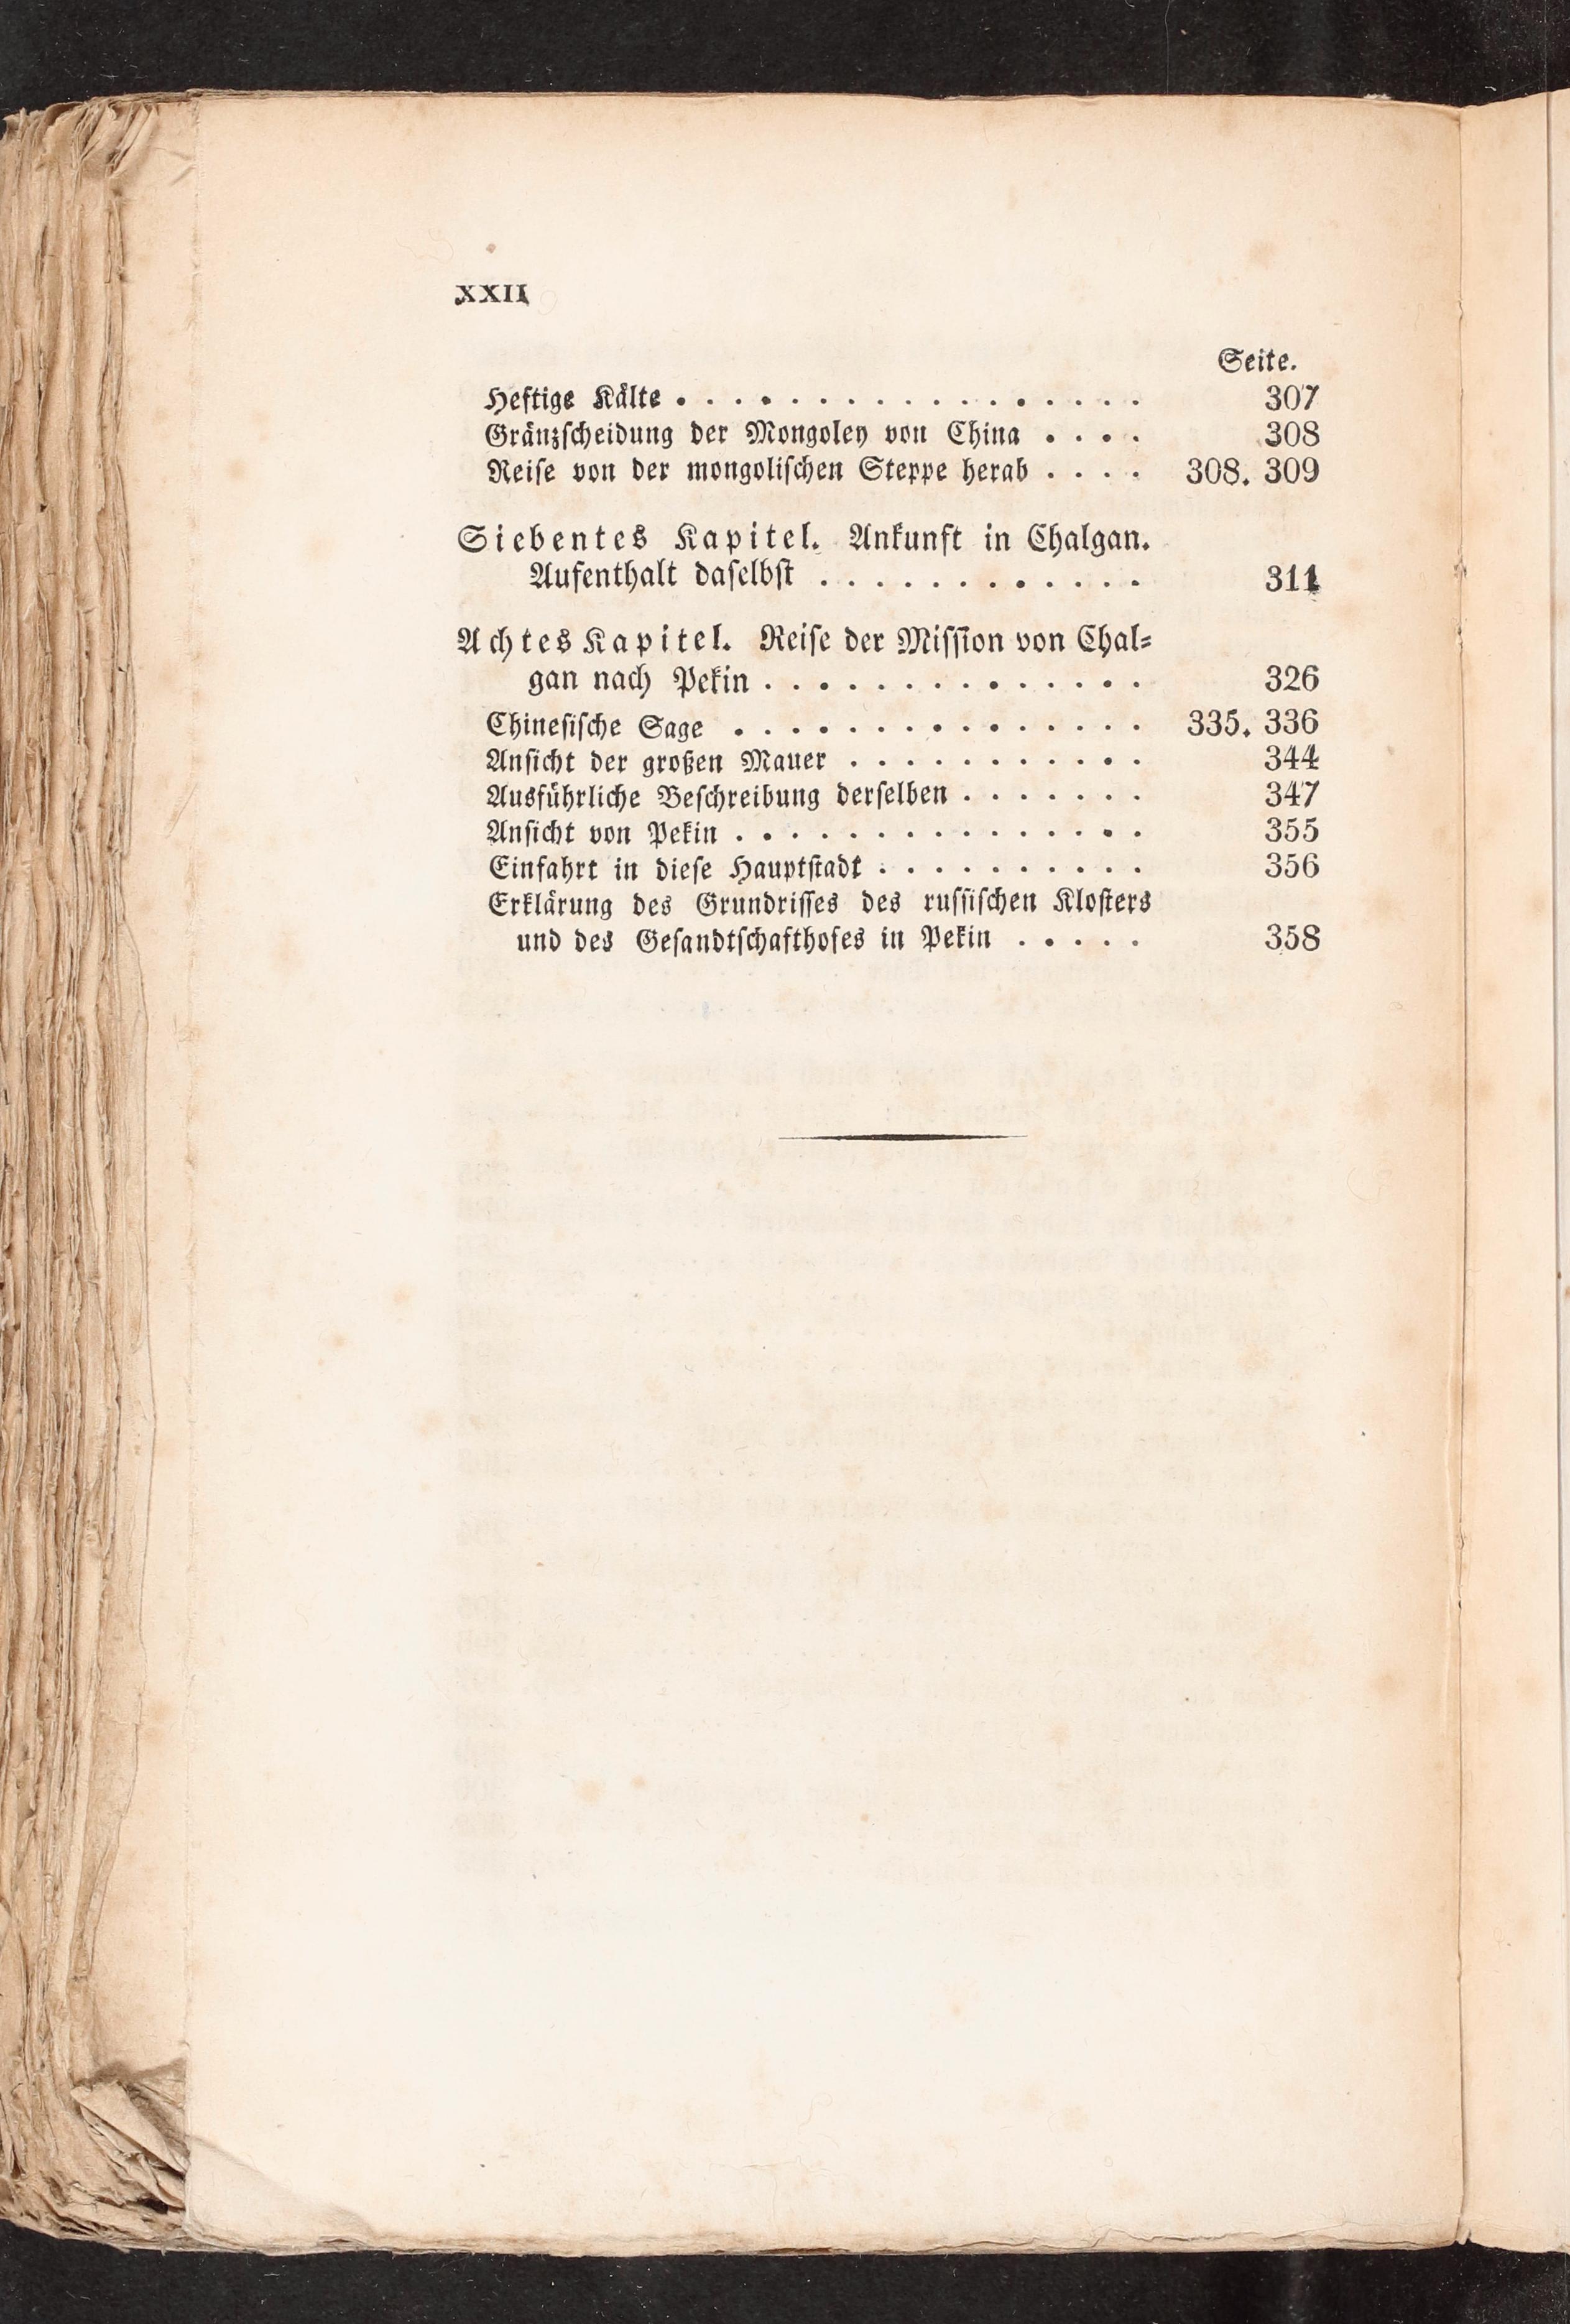 XXII
Seite.
Heftige Kälte . . . . . . . . . . . . . . . . . 307
Gränzscheidung der Mongoley von China . . . . 308
Reise von der mongolischen Steppe herab . . . . 308. 309
Siebentes Kapitel. Ankunft in Chalgan.
Aufenthalt daselbst . . . . . . . . . . . . 311
Achtes Kapitel. Reise der Mission von Chal-
gan nach Pekin . . . . . . . . . . . . . . 326
Chinesische Sage . . . . . . . . . . . . . . . 335. 336
Ansicht der großen Mauer . . . . . . . . . . . 344
Ausführliche Beschreibung derselben . . . . . . . 347
Ansicht von Pekin . . . . . . . . . . . . . . . 355
Einfahrt in diese Hauptstadt . . . . . . . . . . 356
Erklärung des Grundrisses des russischen Klosters
und des Gesandtschafthofes in Pekin . . . . . 358